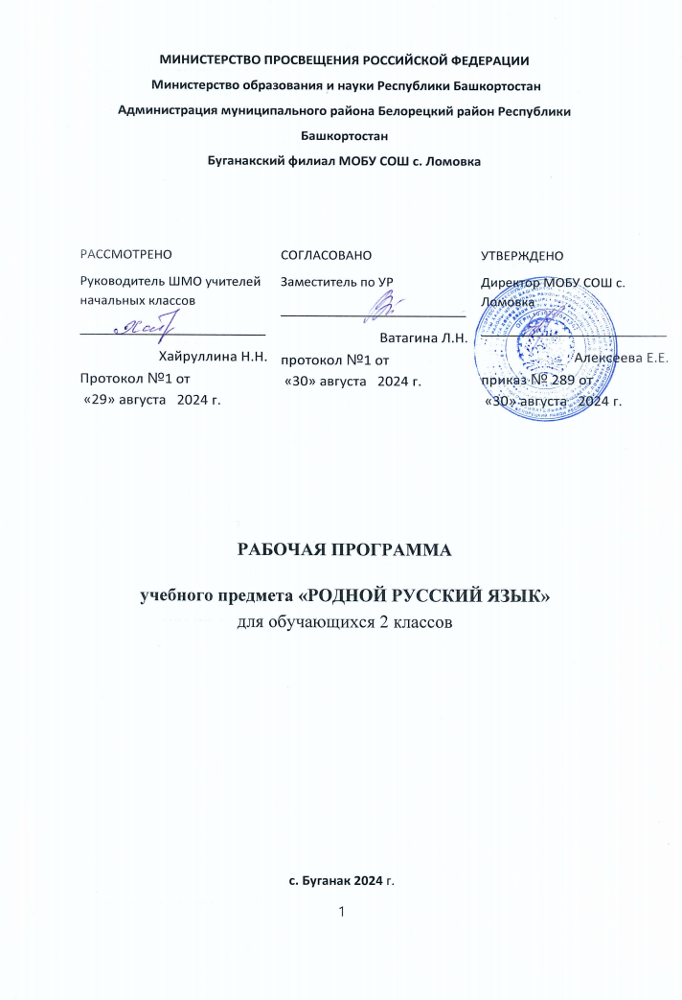 МИНИСТЕРСТВО ПРОСВЕЩЕНИЯ РОССИЙСКОЙ ФЕДЕРАЦИИ
Министерство образования и науки Республики Башкортостан
Администрация муниципального района Белорецкий район Республики
Башкортостан
Буганакский филиал МОБУ СОШ с. Ломовка
РАССМОТРЕНО
Руководитель ШМО учителей
начальных классов
Хайруллина Н.Н.
Протокол №1 от
«29» августа 2024 г.
СОГЛАСОВАНО
Заместитель по УР
Ватагина Л.Н.
протокол №1 от
«30» августа 2024 г.
УТВЕРЖДЕНО
Директор МОБУ СОШ с.
Ломовка
Алексеева Е.Е.
приказ № 289 от
«30» августа 2024 г.
РАБОЧАЯ ПРОГРАММА
учебного предмета «РОДНОЙ РУССКИЙ ЯЗЫК»
для обучающихся 2 классов
с. Буганак 2024 г.
1